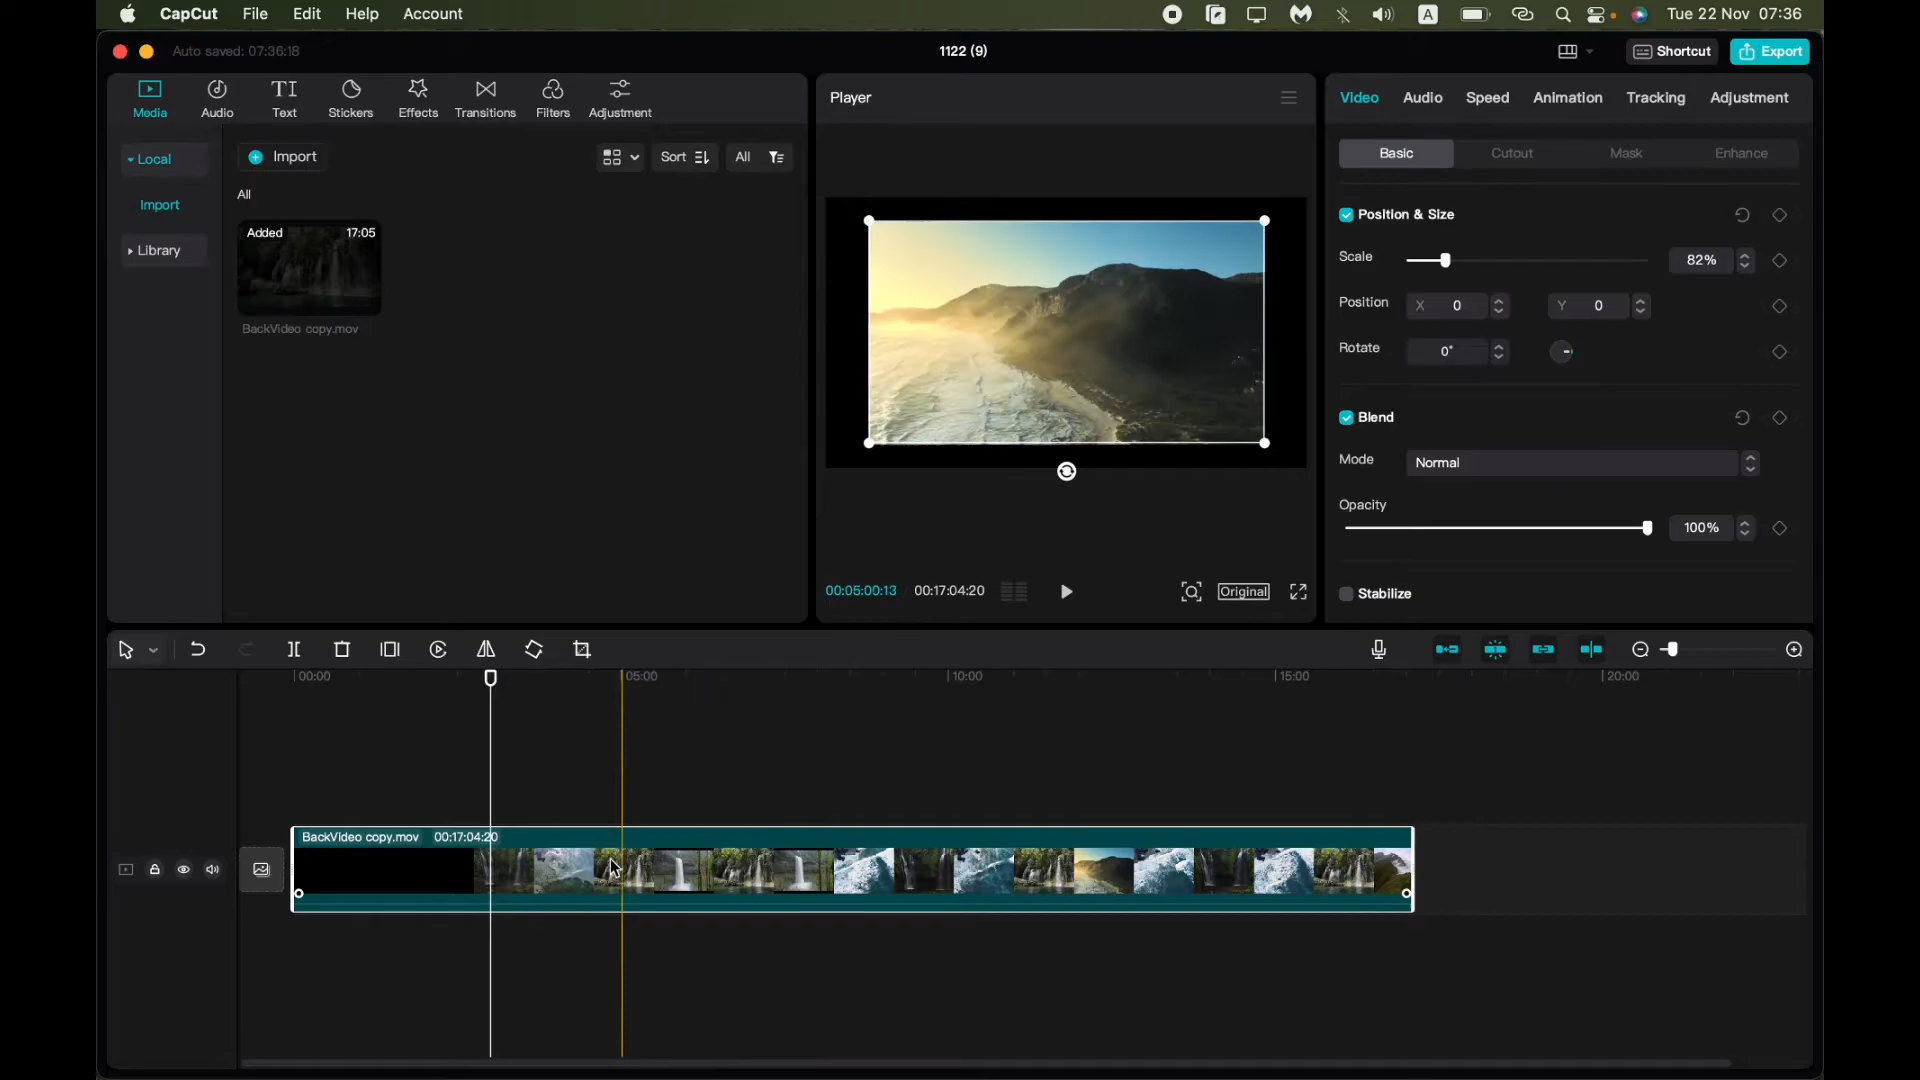 CapCut File Edit Help Account A Tue 22 Nov 07:36
Auto saved: 07:36:18 1122 (9) Shortcut Export
Media Audio Text Stickers Effects Transitions Filters Adjustment
Player
Video Audio Speed Animation Tracking Adjustment
Local
Import
Library
Import Sort All
All
Added 17:05
BackVideo copy.mov
Basic Cutout Mask Enhance
Position & Size
Scale 82%
Position X 0 Y 0
Rotate 0°
Blend
Mode Normal
Opacity
100%
Stabilize
00:05:00:13 00:17:04:20 Original
00:00 05:00 10:00 15:00 20:00
BackVideo copy.mov 00:17:04:20